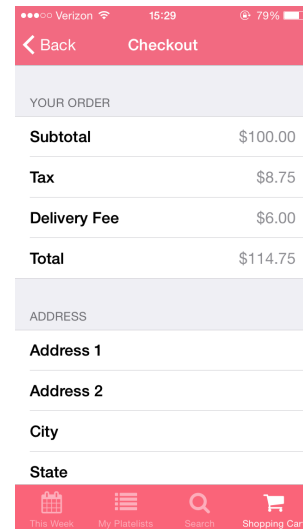 Verizon 15:29 79%
Back Checkout
YOUR ORDER
Subtotal $100.00
Tax $8.75
Delivery Fee $6.00
Total $114.75
ADDRESS
Address 1
Address 2
City
State
This Week My Platelists Search Shopping Car